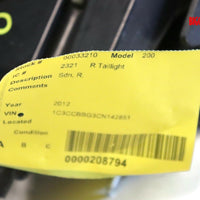 Stock # 00033210 Model 200
IC # 2321 R Taillight
Description Sdn, R,
Comments
Year 2012
VIN 1C3CCBBG3CN142851
Located
Condition
A B C
0000208794